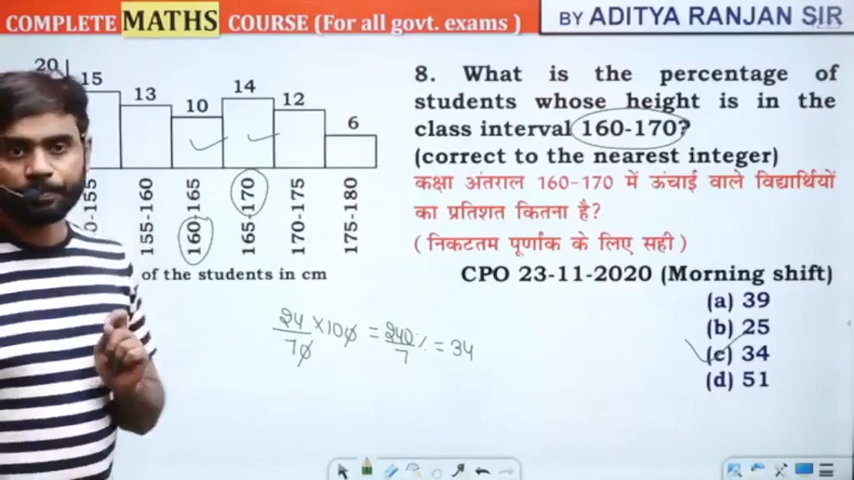 COMPLETE MATHS COURSE (For all govt. exams)
BY ADITYA RANJAN SIR
20
15
13
10
14
12
6
0-155
155-160
160-165
165-170
170-175
175-180
of the students in cm
24/70 ×100 = 240/7 % = 34
8. What is the percentage of
students whose height is in the
class interval 160-170?
(correct to the nearest integer)
कक्षा अंतराल 160-170 में ऊंचाई वाले विद्यार्थियों
का प्रतिशत कितना है?
( निकटतम पूर्णांक के लिए सही )
CPO 23-11-2020 (Morning shift)
(a) 39
(b) 25
(c) 34
(d) 51